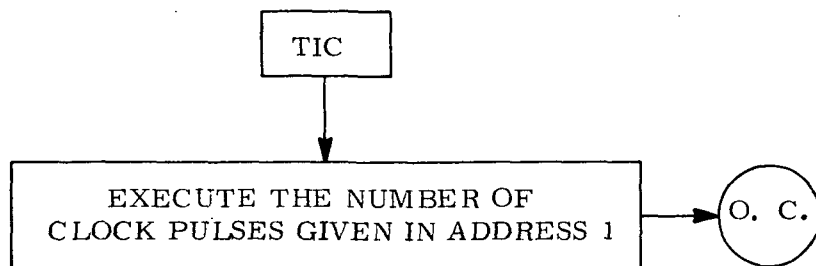 TIC
EXECUTE THE NUMBER OF
CLOCK PULSES GIVEN IN ADDRESS 1
O. C.